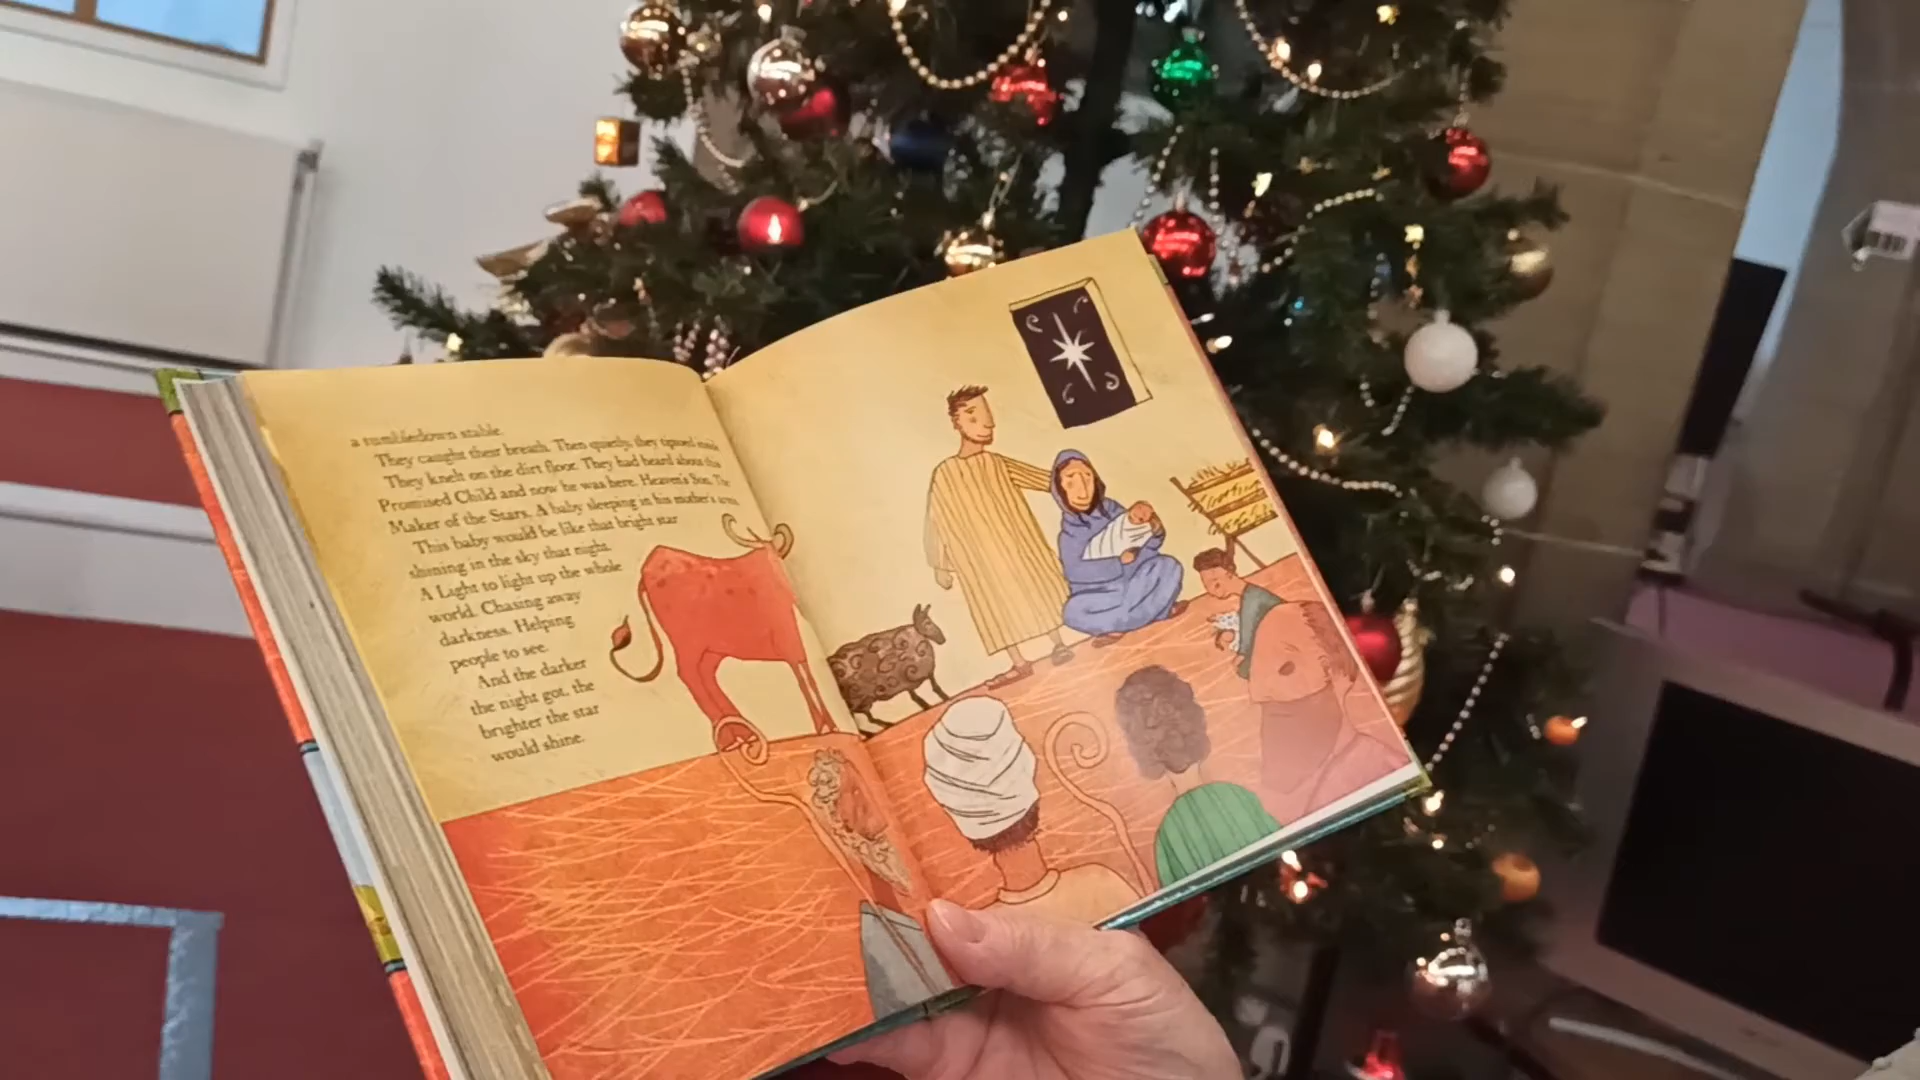 a tumbledown stable.
They caught their breath. Then quietly, they tiptoed inside.
They knelt on the dirt floor. They had heard about this
Promised Child and now he was here. Heaven's Son. The
Maker of the Stars. A baby sleeping in his mother's arms.
This baby would be like that bright star
shining in the sky that night.
A Light to light up the whole
world. Chasing away
darkness. Helping
people to see.
And the darker
the night got, the
brighter the star
would shine.